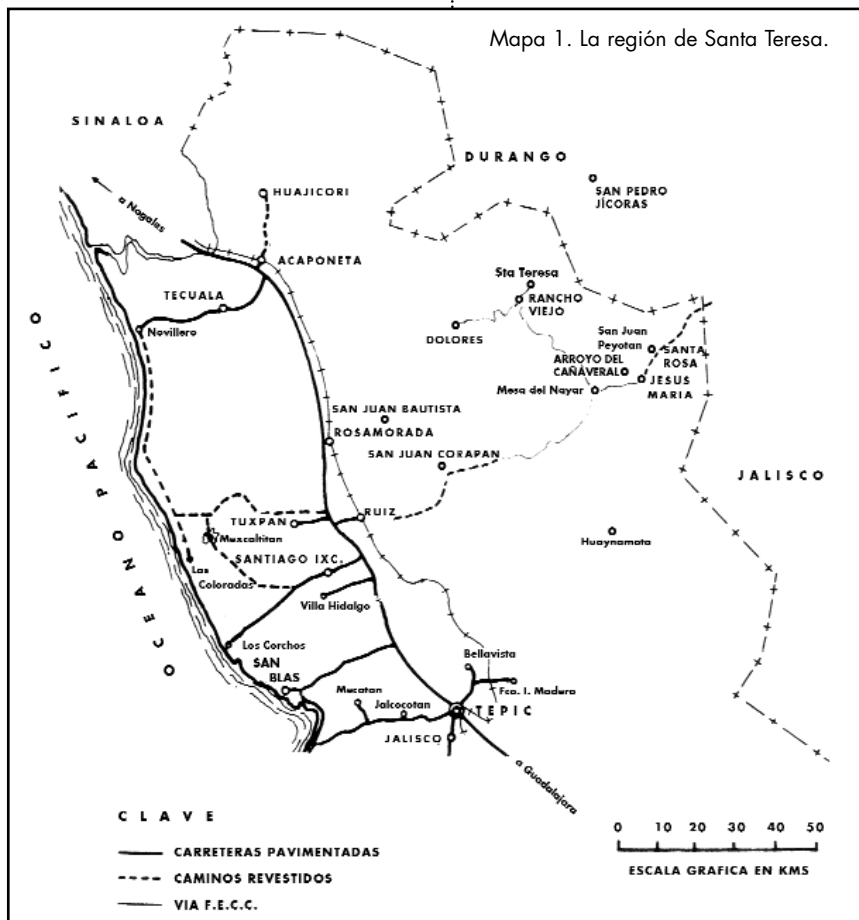 Mapa 1. La región de Santa Teresa.
SINALOA
DURANGO
SAN PEDRO
JÍCORAS
HUAJICORI
a Nogales
ACAPONETA
Sta Teresa
RANCHO
VIEJO
TECUALA
Novillero
DOLORES
San Juan
Peyotan
SANTA
ROSA
ARROYO DEL
CAÑAVERAL
JESUS
MARIA
Mesa del Nayar
OCEANO PACIFICO
SAN JUAN BAUTISTA
ROSAMORADA
SAN JUAN CORAPAN
JALISCO
RUIZ
TUXPAN
Mexcaltitan
Huaynamota
SANTIAGO IXC.
Las
Coloradas
Villa Hidalgo
Los Corchos
SAN
BLAS
Bellavista
Fco. I. Madero
Mecatan
Jalcocotan
TEPIC
JALISCO
a Guadalajara
CLAVE
CARRETERAS PAVIMENTADAS
CAMINOS REVESTIDOS
VIA F.E.C.C.
0 10 20 30 40 50
ESCALA GRAFICA EN KMS